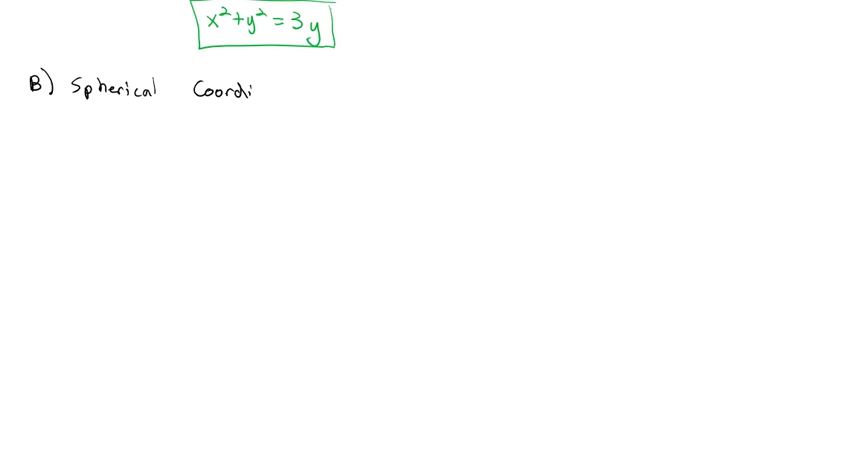 x² + y² = 3y
B) Spherical Coordi